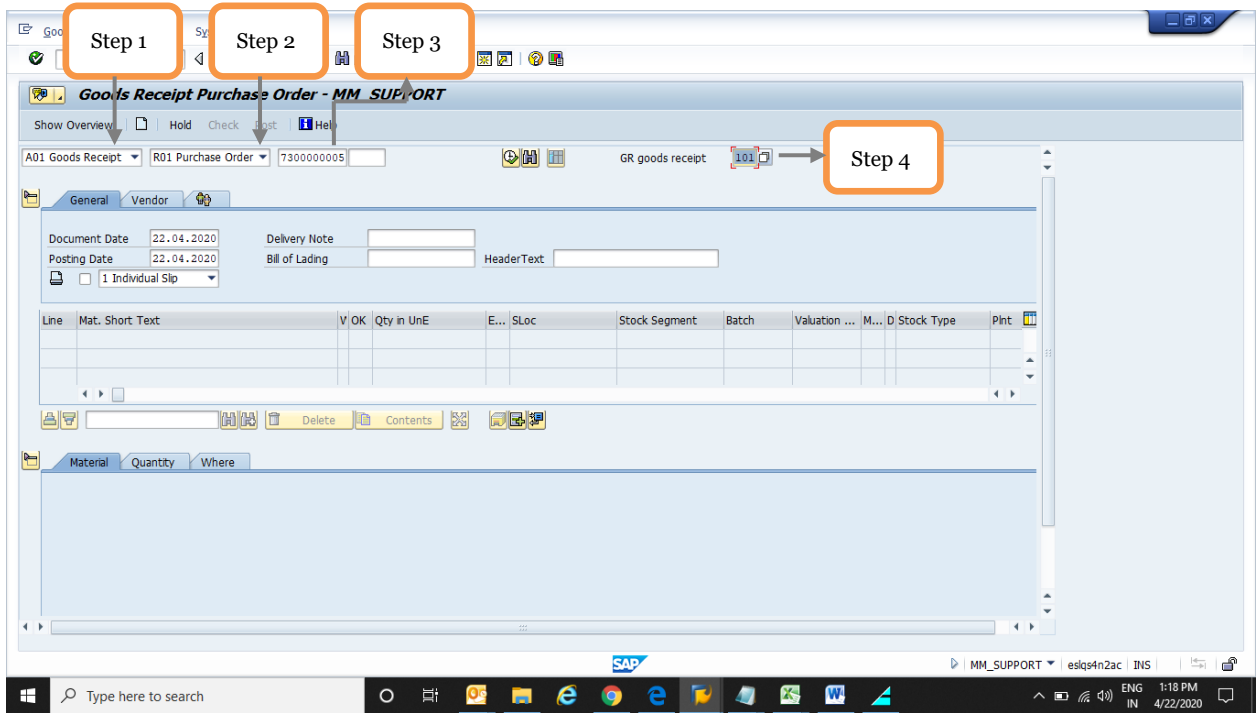 Goo Sy
Step 1 Step 2 Step 3
Goods Receipt Purchase Order - MM_SUPPORT
Show Overview Hold Check Post Help
A01 Goods Receipt R01 Purchase Order 7300000005 GR goods receipt 101 Step 4
General Vendor
Document Date 22.04.2020 Delivery Note
Posting Date 22.04.2020 Bill of Lading HeaderText
1 Individual Slip
Line Mat. Short Text V OK Qty in UnE E... SLoc Stock Segment Batch Valuation ... M... D Stock Type Plnt
Delete Contents
Material Quantity Where
SAP MM_SUPPORT eslqs4n2ac INS
Type here to search ENG 1:18 PM
IN 4/22/2020